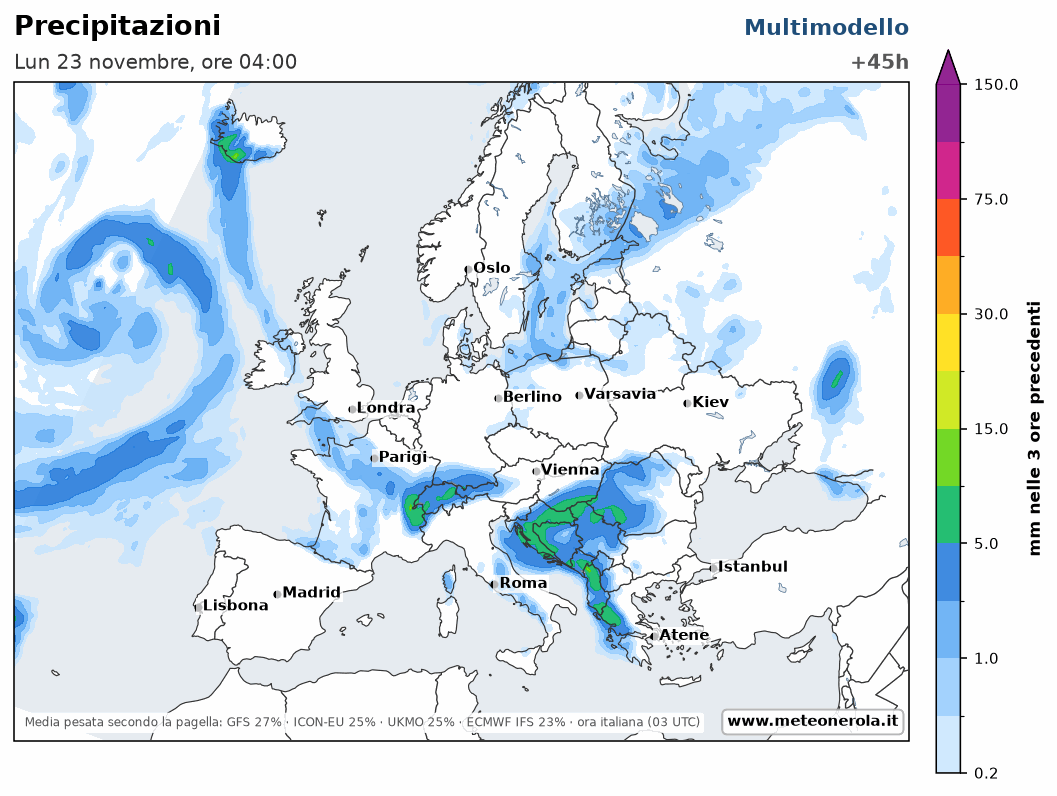 Precipitazioni
Multimodello
Lun 23 novembre, ore 04:00
+45h
150.0
75.0
30.0
15.0
5.0
1.0
0.2
mm nelle 3 ore precedenti
Oslo
Berlino
Varsavia
Kiev
Londra
Parigi
Vienna
Istanbul
Roma
Madrid
Lisbona
Atene
Media pesata secondo la pagella: GFS 27% · ICON-EU 25% · UKMO 25% · ECMWF IFS 23% · ora italiana (03 UTC)
www.meteonerola.it